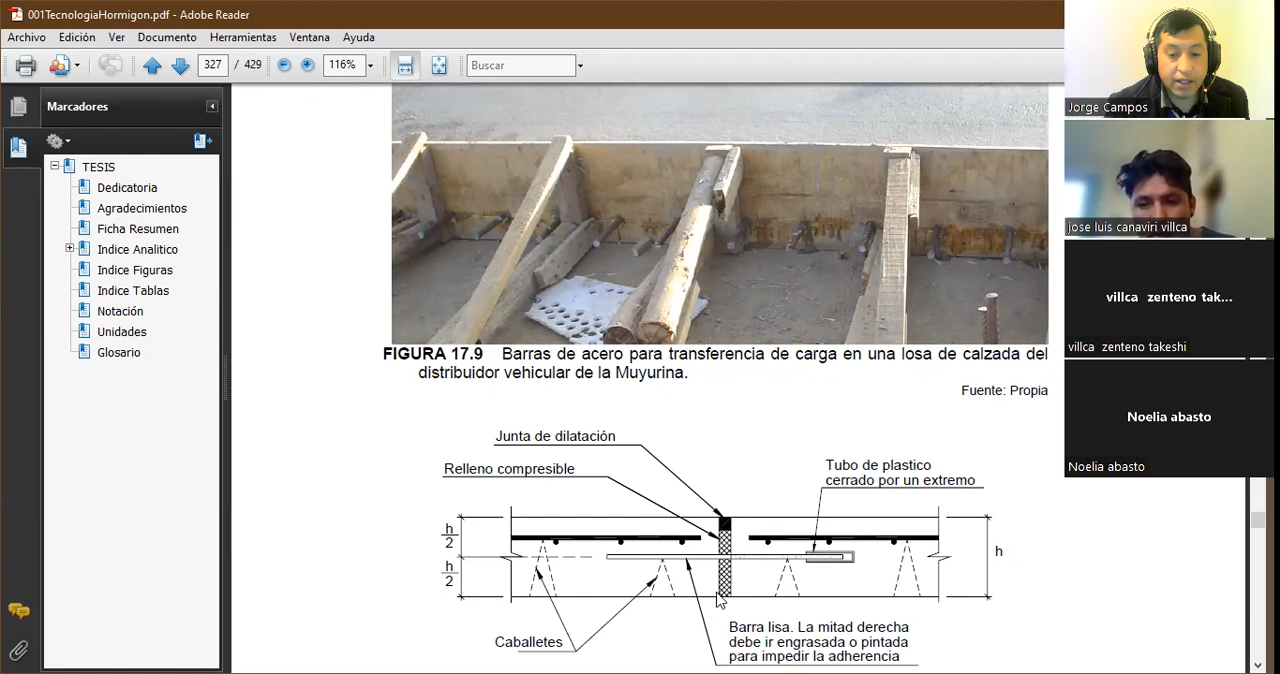 001TecnologiaHormigon.pdf - Adobe Reader
Archivo Edición Ver Documento Herramientas Ventana Ayuda
327 / 429 116% Buscar
Marcadores
TESIS
Dedicatoria
Agradecimientos
Ficha Resumen
Indice Analitico
Indice Figuras
Indice Tablas
Notación
Unidades
Glosario
FIGURA 17.9 Barras de acero para transferencia de carga en una losa de calzada del
distribuidor vehicular de la Muyurina.
Fuente: Propia
Junta de dilatación
Relleno compresible
Tubo de plastico
cerrado por un extremo
h
2
h
2
h
Caballetes
Barra lisa. La mitad derecha
debe ir engrasada o pintada
para impedir la adherencia
Jorge Campos
jose luis canaviri villca
villca zenteno tak...
villca zenteno takeshi
Noelia abasto
Noelia abasto